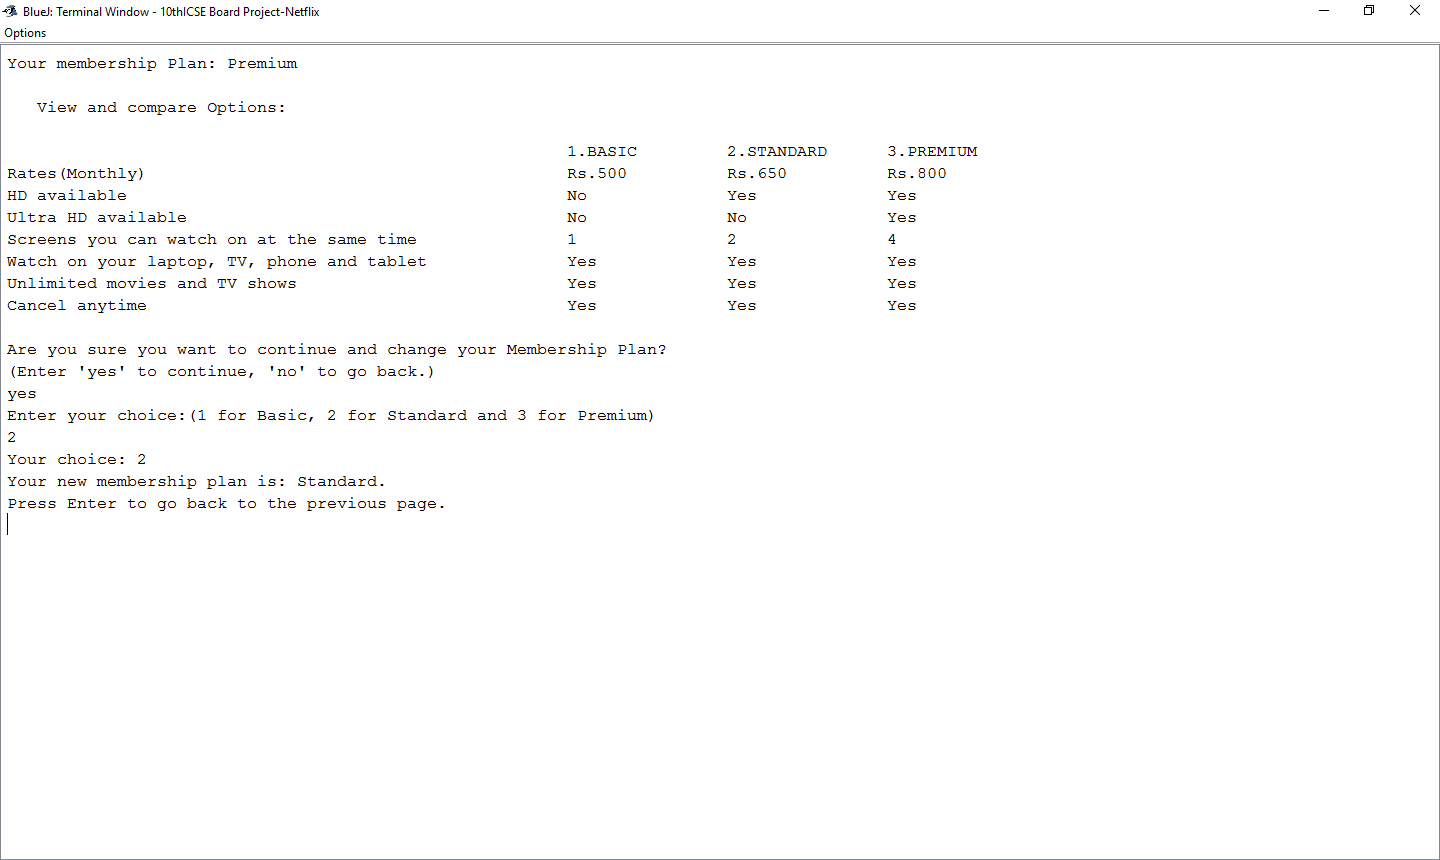 BlueJ: Terminal Window - 10thICSE Board Project-Netflix
Options
Your membership Plan: Premium
View and compare Options:
1.BASIC 2.STANDARD 3.PREMIUM
Rates(Monthly) Rs.500 Rs.650 Rs.800
HD available No Yes Yes
Ultra HD available No No Yes
Screens you can watch on at the same time 1 2 4
Watch on your laptop, TV, phone and tablet Yes Yes Yes
Unlimited movies and TV shows Yes Yes Yes
Cancel anytime Yes Yes Yes
Are you sure you want to continue and change your Membership Plan?
(Enter 'yes' to continue, 'no' to go back.)
yes
Enter your choice:(1 for Basic, 2 for Standard and 3 for Premium)
2
Your choice: 2
Your new membership plan is: Standard.
Press Enter to go back to the previous page.